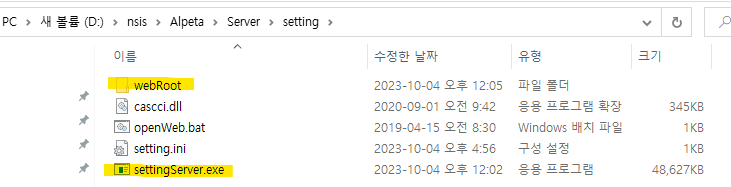 PC > 새 볼륨 (D:) > nsis > Alpeta > Server > setting
이름 수정한 날짜 유형 크기
webRoot 2023-10-04 오후 12:05 파일 폴더
cascci.dll 2020-09-01 오전 9:42 응용 프로그램 확장 345KB
openWeb.bat 2019-04-15 오전 8:30 Windows 배치 파일 1KB
setting.ini 2023-10-04 오후 4:56 구성 설정 1KB
settingServer.exe 2023-10-04 오후 12:02 응용 프로그램 48,627KB